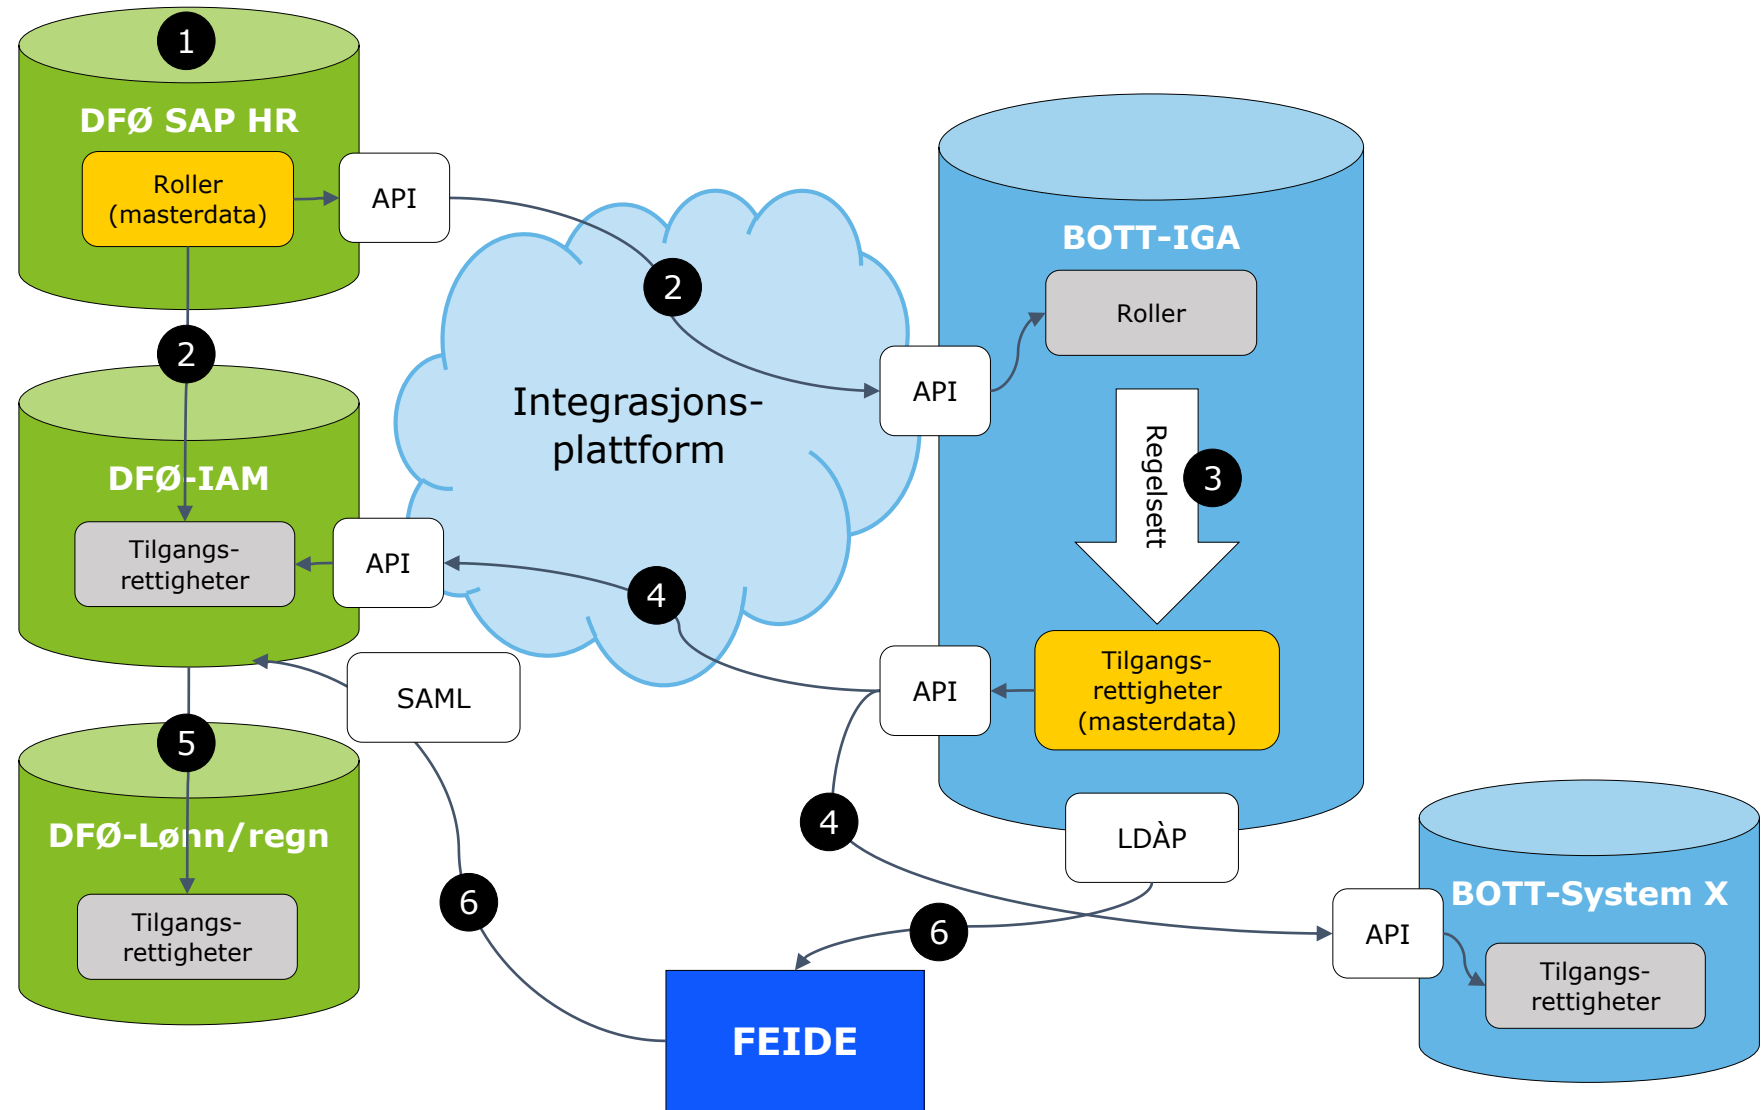 1
DFØ SAP HR
Roller
(masterdata)
API
2
2
Integrasjons-
plattform
API
BOTT-IGA
Roller
Regelsett
3
DFØ-IAM
Tilgangs-
rettigheter
API
4
Tilgangs-
rettigheter
(masterdata)
API
SAML
5
4
LDÀP
DFØ-Lønn/regn
Tilgangs-
rettigheter
6
6
FEIDE
BOTT-System X
API
Tilgangs-
rettigheter